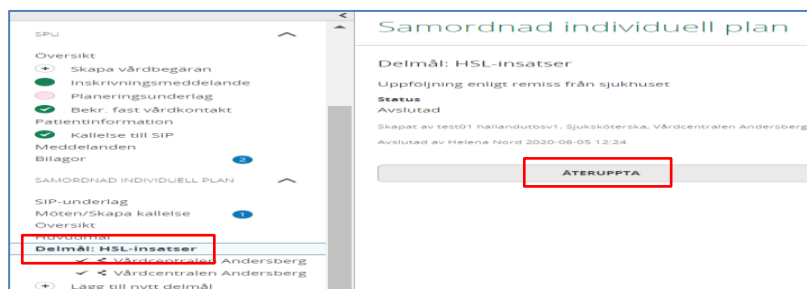 SPU
Översikt
Skapa vårdbegäran
Inskrivningsmeddelande
Planeringsunderlag
Bekr. fast vårdkontakt
Patientinformation
Kallelse till SIP
Meddelanden
Bilagor 2
SAMORDNAD INDIVIDUELL PLAN
SIP-underlag
Möten/Skapa kallelse 1
Översikt
Huvudmål
Delmål: HSL-insatser
Vårdcentralen Andersberg
Vårdcentralen Andersberg
Lägg till nytt delmål
Samordnad individuell plan
Delmål: HSL-insatser
Uppföljning enligt remiss från sjukhuset
Status
Avslutad
Skapat av test01 hallandutbsv1, Sjuksköterska, Vårdcentralen Andersberg
Avslutad av Helena Nord 2020-08-05 12:24
ÅTERUPPTA